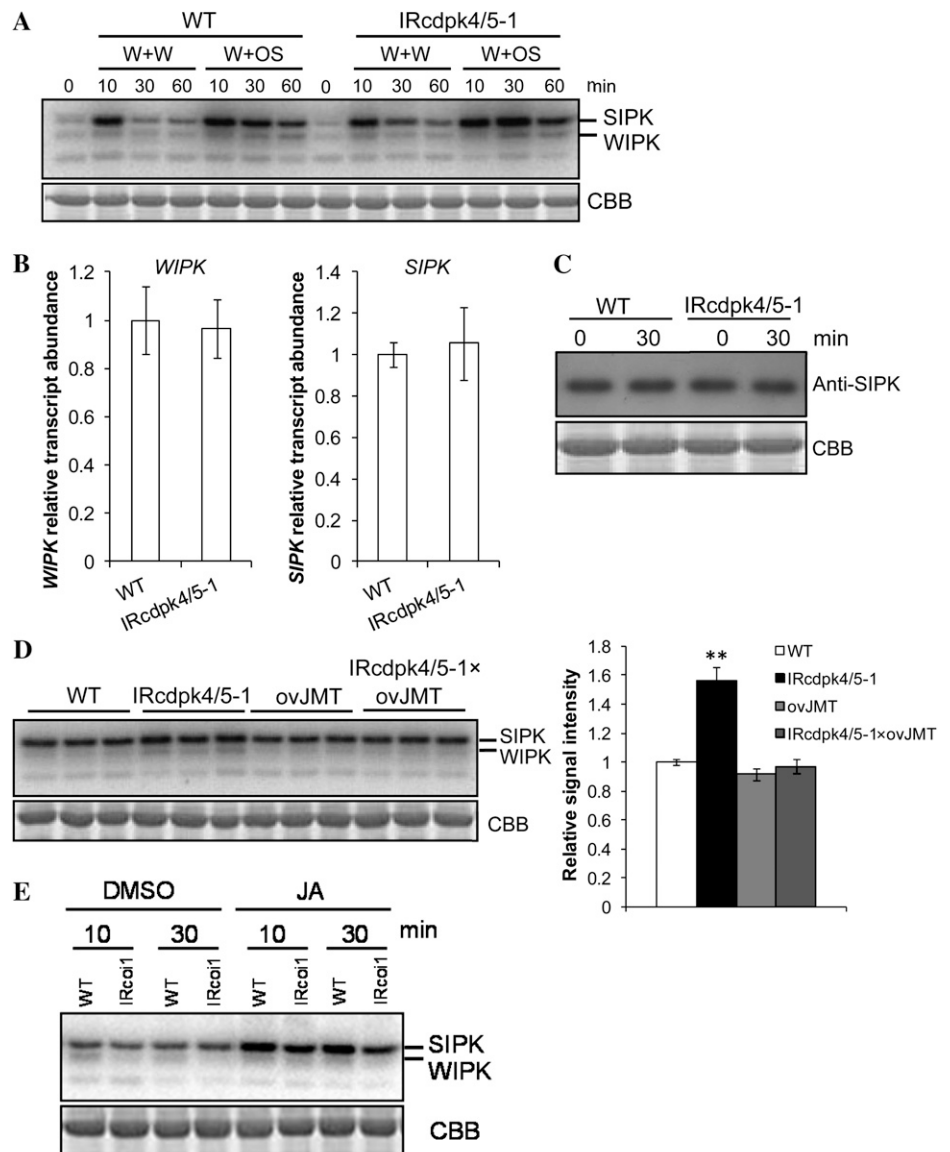 A
WT IRcdpk4/5-1
W+W W+OS W+W W+OS
0 10 30 60 10 30 60 0 10 30 60 10 30 60 min
SIPK
WIPK
CBB
B
WIPK
WIPK relative transcript abundance
1.2
1
0.8
0.6
0.4
0.2
0
WT
IRcdpk4/5-1
SIPK
SIPK relative transcript abundance
1.4
1.2
1
0.8
0.6
0.4
0.2
0
WT
IRcdpk4/5-1
C
WT IRcdpk4/5-1
0 30 0 30 min
Anti-SIPK
CBB
D
IRcdpk4/5-1×
WT IRcdpk4/5-1 ovJMT ovJMT
SIPK
WIPK
CBB
Relative signal intensity
1.8
1.6
1.4
1.2
1
0.8
0.6
0.4
0.2
0
**
WT
IRcdpk4/5-1
ovJMT
IRcdpk4/5-1×ovJMT
E
DMSO JA
10 30 10 30 min
WT IRcoi1 WT IRcoi1 WT IRcoi1 WT IRcoi1
SIPK
WIPK
CBB